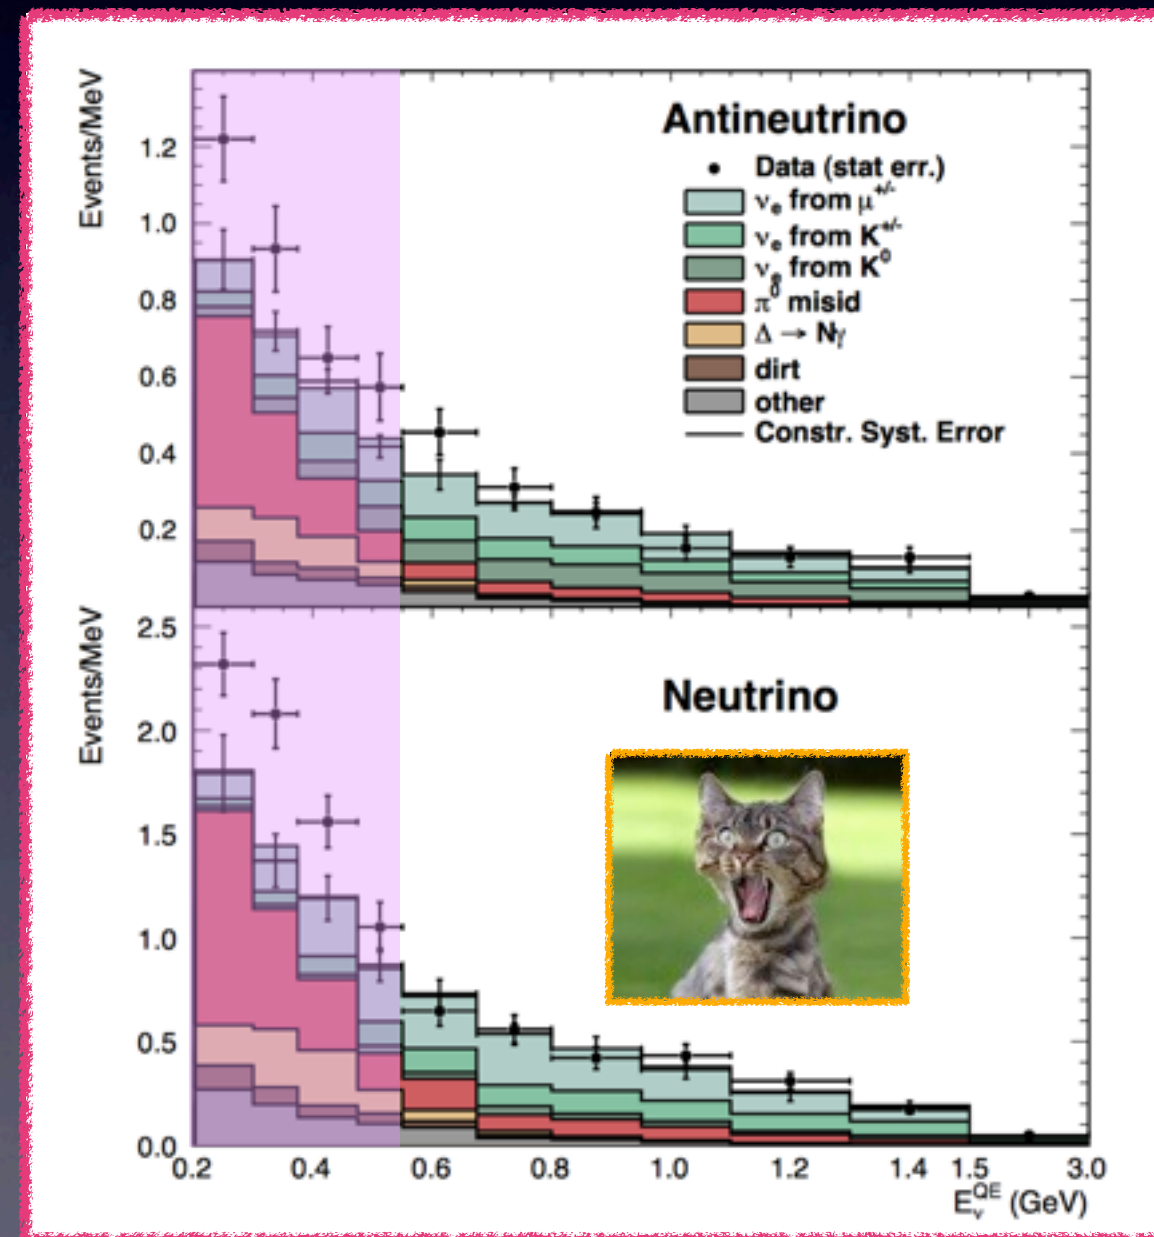 Events/MeV
1.2
1.0
0.8
0.6
0.4
0.2
Antineutrino
Data (stat err.)
νe from μ+/-
νe from K+/-
νe from K0
π0 misid
Δ → Nγ
dirt
other
Constr. Syst. Error
Events/MeV
2.5
2.0
1.5
1.0
0.5
0.0
Neutrino
0.2 0.4 0.6 0.8 1.0 1.2 1.4 1.5 3.0
EνQE (GeV)